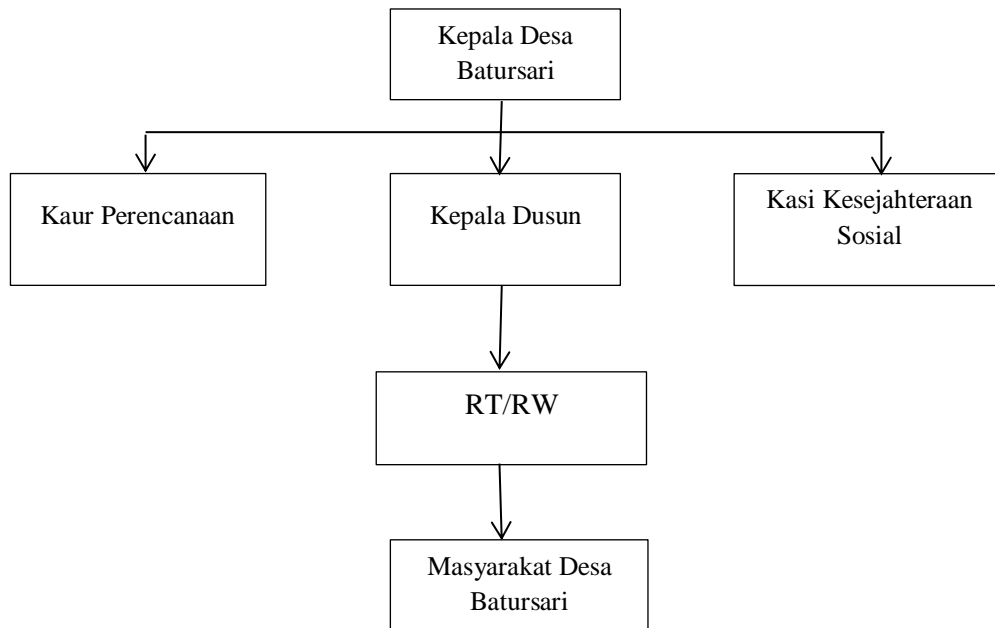 Kepala Desa
Batursari
Kaur Perencanaan
Kepala Dusun
Kasi Kesejahteraan
Sosial
RT/RW
Masyarakat Desa
Batursari